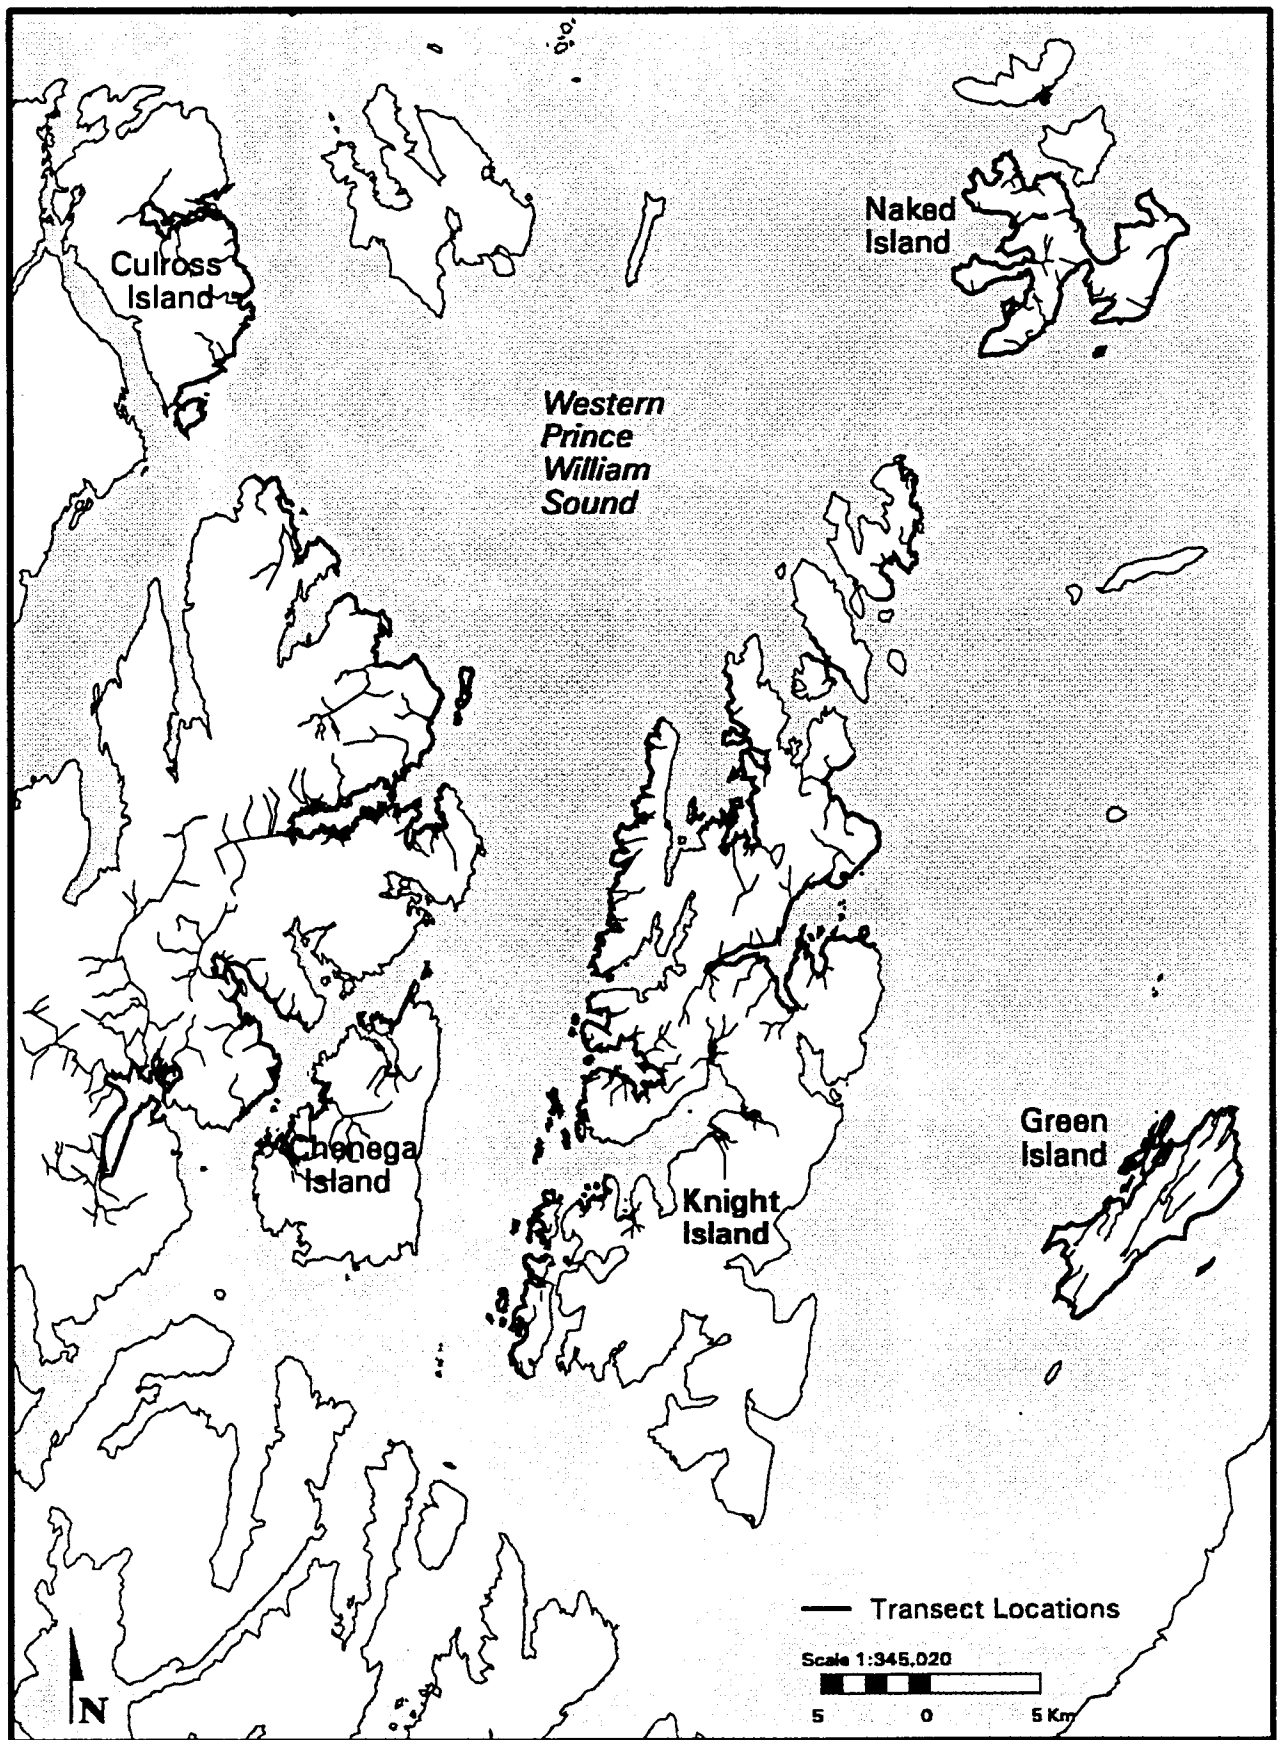 Naked
Island
Culross
Island
Western
Prince
William
Sound
Green
Island
Chenega
Island
Knight
Island
Transect Locations
Scale 1:345,020
5 0 5 Km
N